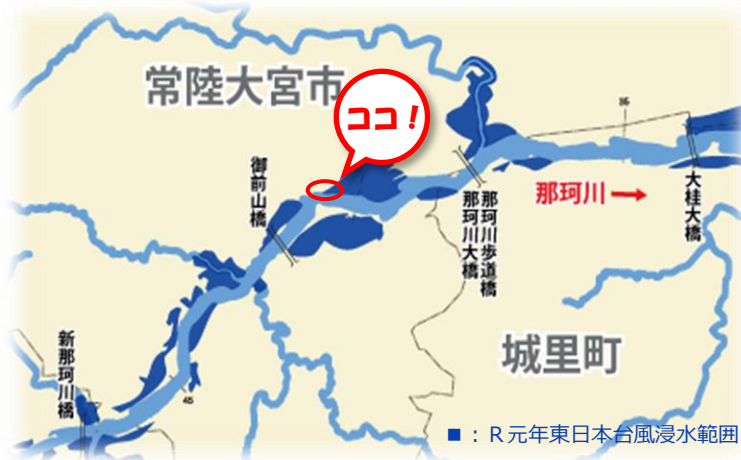 常陸大宮市
ココ！
御前山橋
那珂川大橋
那珂川歩道橋
那珂川→
大桂大橋
新那珂川橋
城里町
45
■：R元年東日本台風浸水範囲